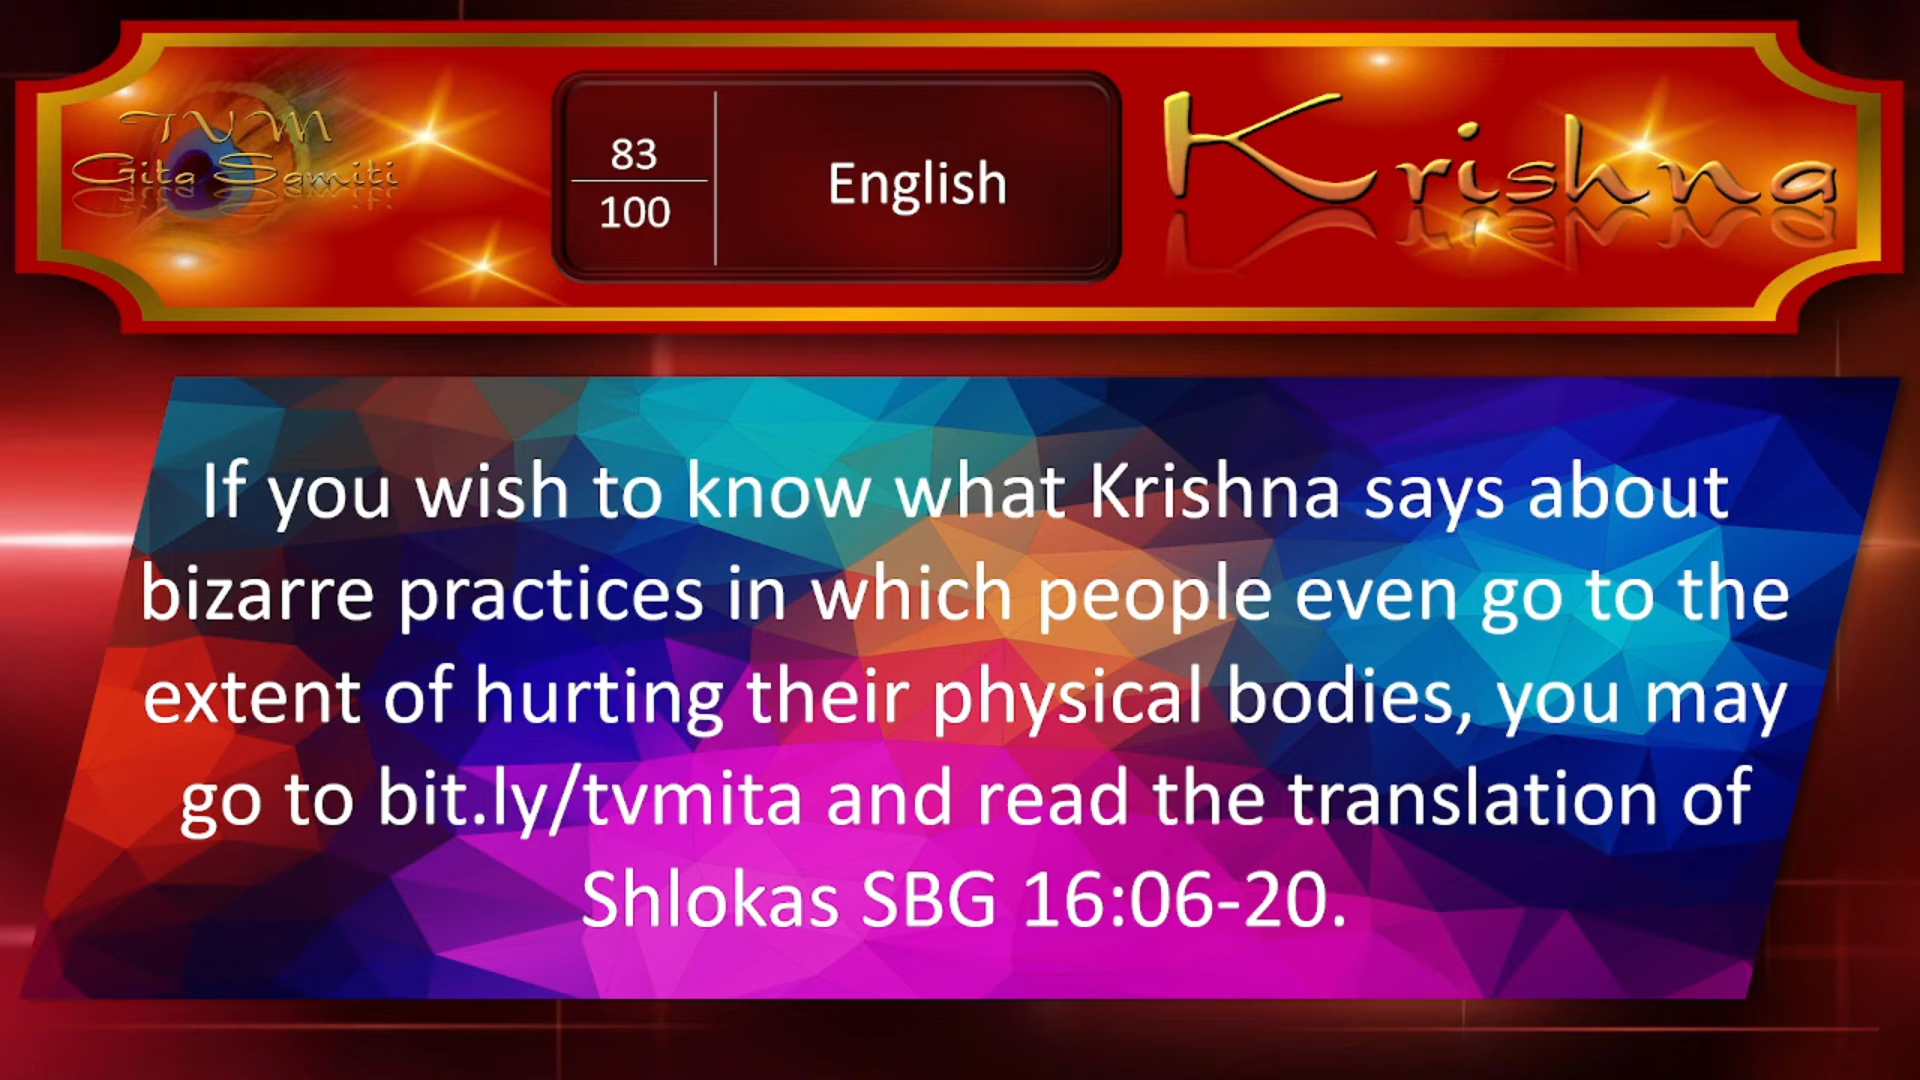 TVM
Gita Samiti
83
100
English
Krishna
If you wish to know what Krishna says about
bizarre practices in which people even go to the
extent of hurting their physical bodies, you may
go to bit.ly/tvmita and read the translation of
Shlokas SBG 16:06-20.